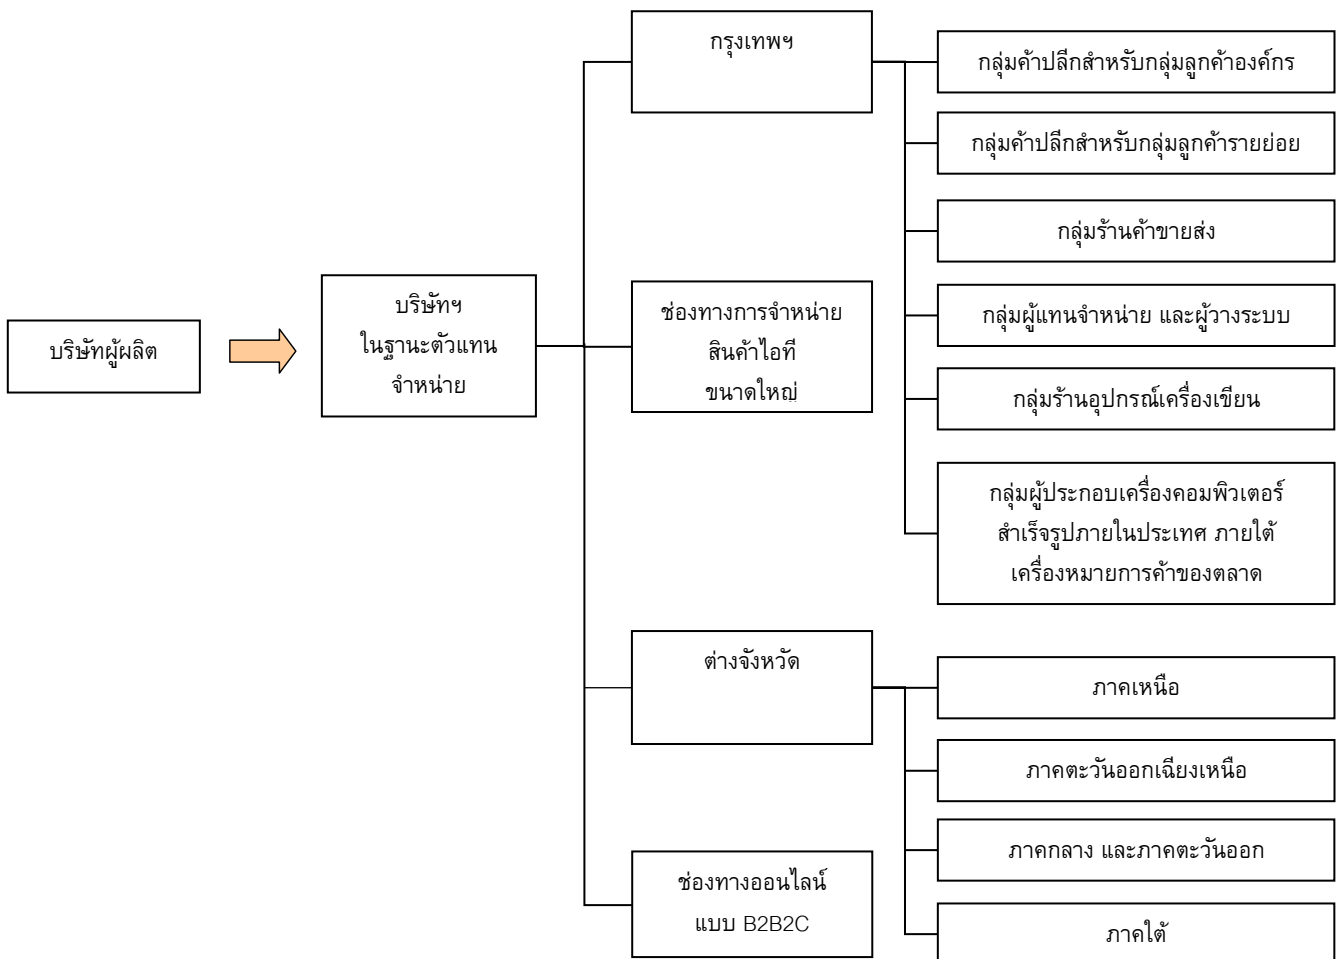 กรุงเทพฯ
กลุ่มค้าปลีกสำหรับกลุ่มลูกค้าองค์กร
กลุ่มค้าปลีกสำหรับกลุ่มลูกค้ารายย่อย
กลุ่มร้านค้าขายส่ง
บริษัทผู้ผลิต
บริษัทฯ
ในฐานะตัวแทน
จำหน่าย
ช่องทางการจำหน่าย
สินค้าไอที
ขนาดใหญ่
กลุ่มผู้แทนจำหน่าย และผู้วางระบบ
กลุ่มร้านอุปกรณ์เครื่องเขียน
กลุ่มผู้ประกอบเครื่องคอมพิวเตอร์
สำเร็จรูปภายในประเทศ ภายใต้
เครื่องหมายการค้าของตลาด
ต่างจังหวัด
ภาคเหนือ
ภาคตะวันออกเฉียงเหนือ
ภาคกลาง และภาคตะวันออก
ภาคใต้
ช่องทางออนไลน์
แบบ B2B2C